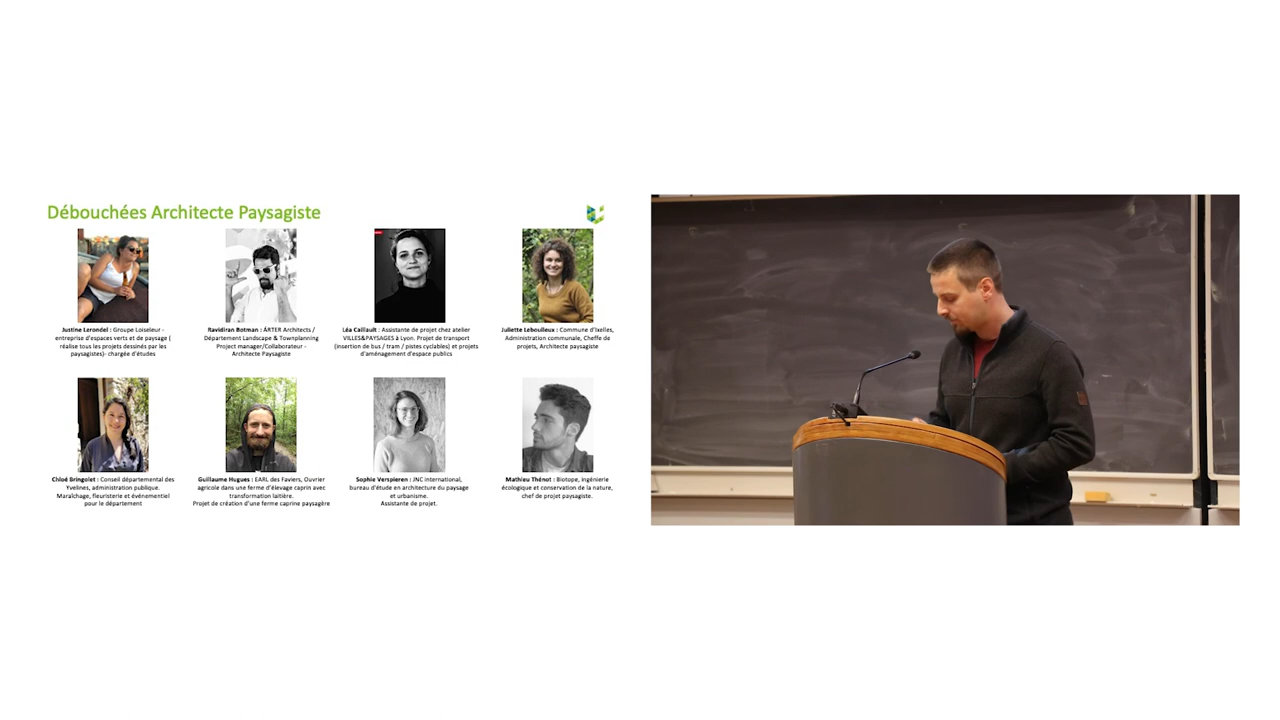 Débouchées Architecte Paysagiste
Justine Lerondel : Groupe Loiseleur -
entreprise d'espaces verts et de paysage (
réalise tous les projets dessinés par les
paysagistes)- chargée d'études
Ravidiran Botman : ÄRTER Architects /
Département Landscape & Townplanning
Project manager/Collaborateur -
Architecte Paysagiste
Léa Caillault : Assistante de projet chez atelier
VILLES&PAYSAGES à Lyon. Projet de transport
(insertion de bus / tram / pistes cyclables) et projets
d'aménagement d'espace publics
Juliette Leboulleux : Commune d'Ixelles,
Administration communale, Cheffe de
projets, Architecte paysagiste
Chloé Gringolet : Conseil départemental des
Yvelines, administration publique.
Maraîchage, fleuristerie et événementiel
pour le département
Guillaume Hugues : EARL des Faviers, Ouvrier
agricole dans une ferme d'élevage caprin avec
transformation laitière.
Projet de création d'une ferme caprine paysagère
Sophie Verspieren : JNC International,
bureau d'étude en architecture du paysage
et urbanisme.
Assistante de projet.
Mathieu Thénot : Biotope, ingénierie
écologique et conservation de la nature,
chef de projet paysagiste.